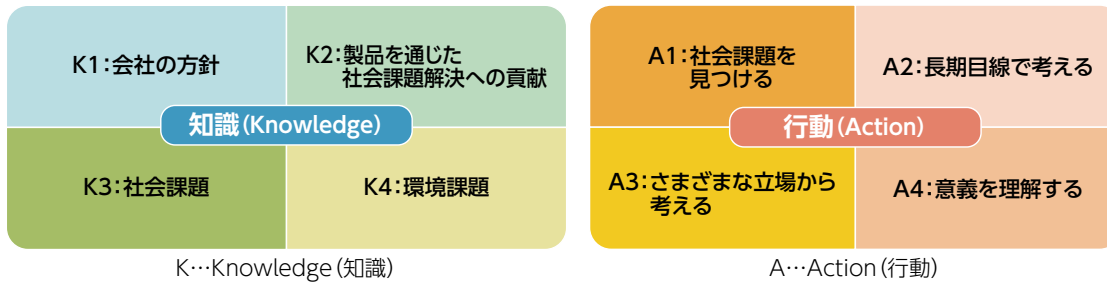 K1：会社の方針
K2：製品を通じた
社会課題解決への貢献
知識（Knowledge）
K3：社会課題
K4：環境課題
K…Knowledge（知識）
A1：社会課題を
見つける
A2：長期目線で考える
行動（Action）
A3：さまざまな立場から
考える
A4：意義を理解する
A…Action（行動）